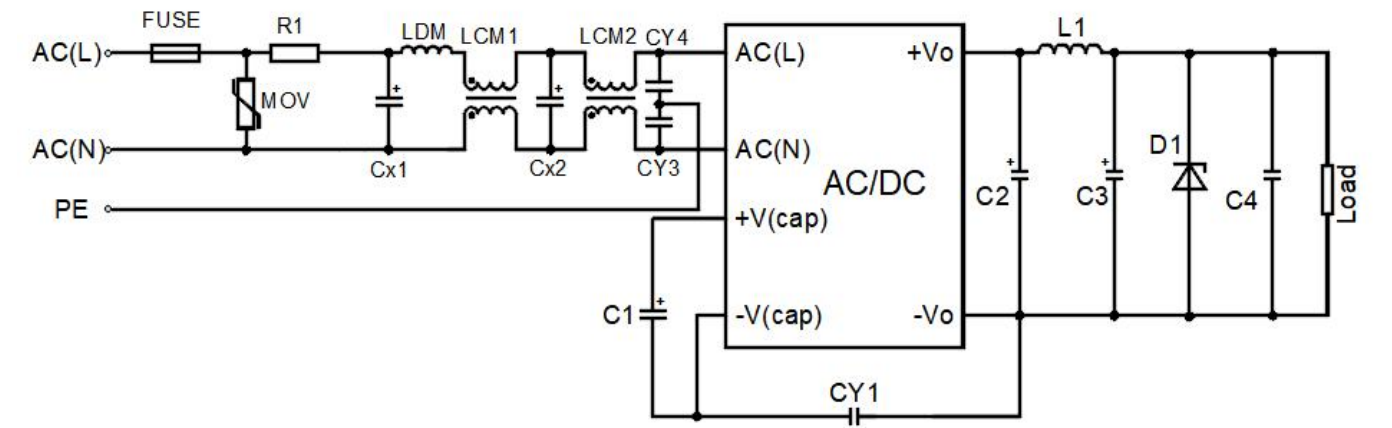 FUSE
R1
LDM
LCM1
LCM2
CY4
L1
AC(L)
AC(L)
+Vo
MOV
AC(N)
AC(N)
Cx1
Cx2
CY3
AC/DC
D1
C2
C3
C4
Load
PE
+V(cap)
C1
-V(cap)
-Vo
CY1
+
+
+
+
+